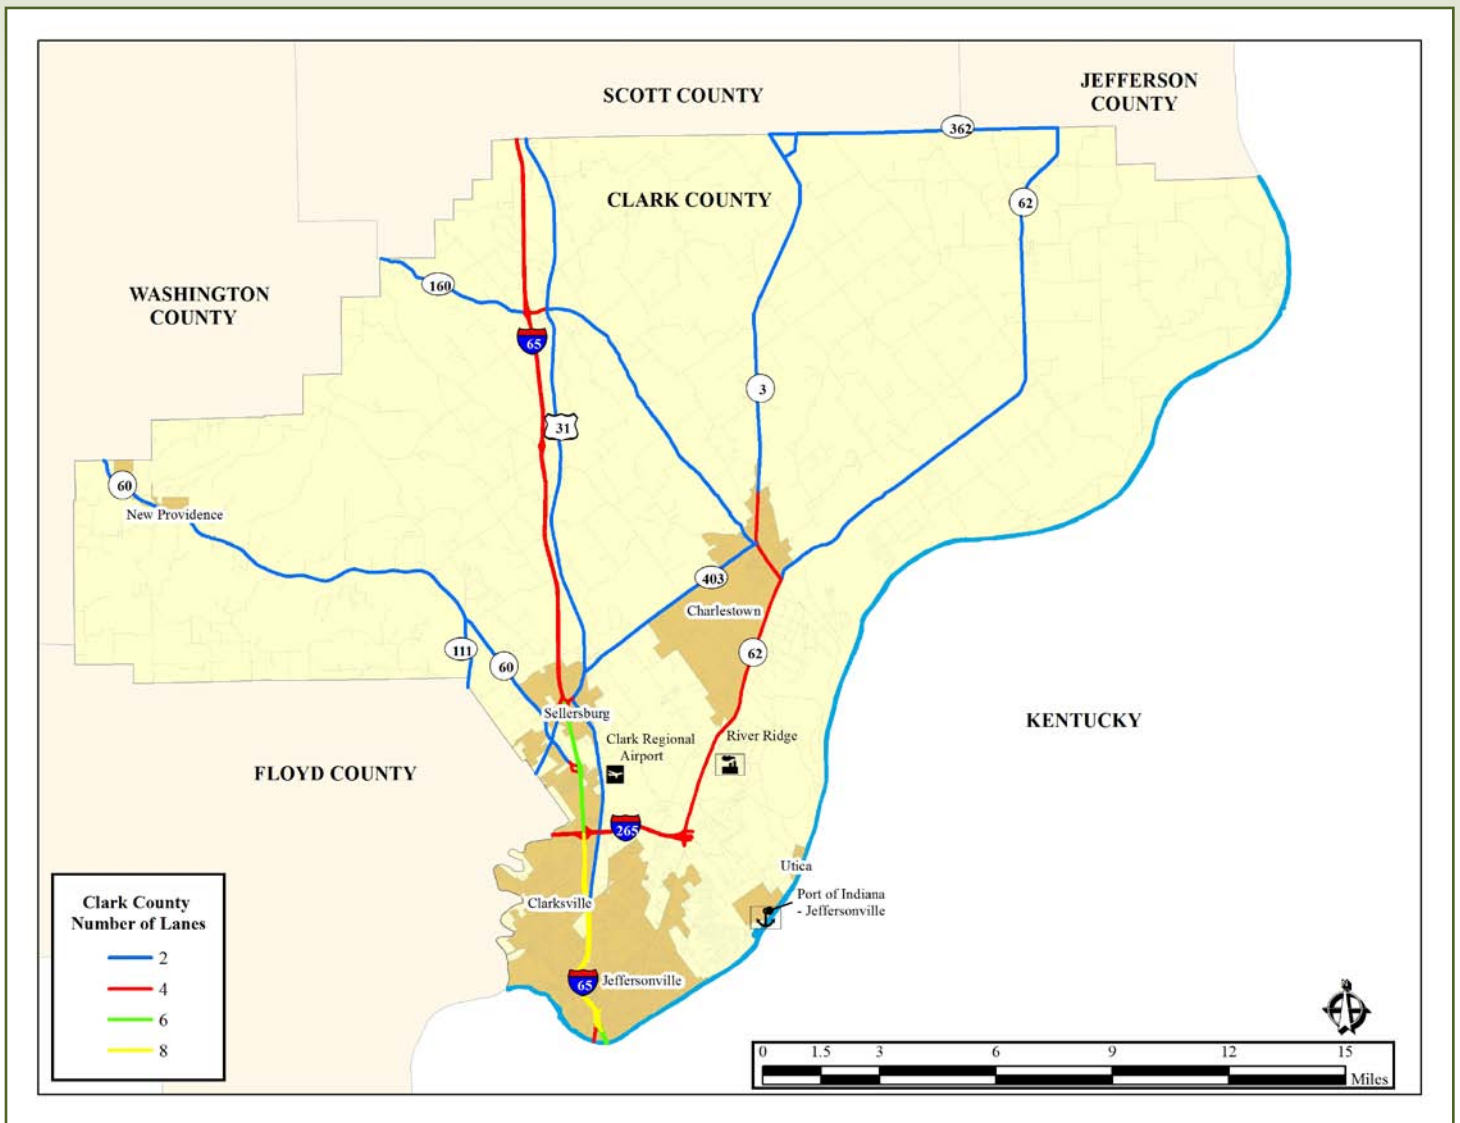 SCOTT COUNTY
JEFFERSON
COUNTY
362
CLARK COUNTY
62
160
WASHINGTON
COUNTY
65
3
31
60
New Providence
403
Charlestown
111
60
62
Sellersburg
Clark Regional
Airport
River Ridge
KENTUCKY
FLOYD COUNTY
265
Utica
Port of Indiana
- Jeffersonville
Clarksville
65
Jeffersonville
Clark County
Number of Lanes
2
4
6
8
0 1.5 3 6 9 12 15
Miles